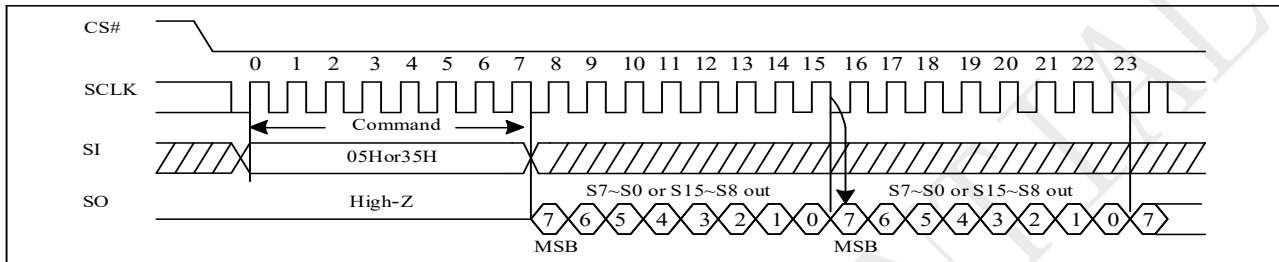 CS#
0 1 2 3 4 5 6 7 8 9 10 11 12 13 14 15 16 17 18 19 20 21 22 23
SCLK
Command
SI
05Hor35H
S7~S0 or S15~S8 out S7~S0 or S15~S8 out
SO
High-Z
7 6 5 4 3 2 1 0 7 6 5 4 3 2 1 0 7
MSB MSB